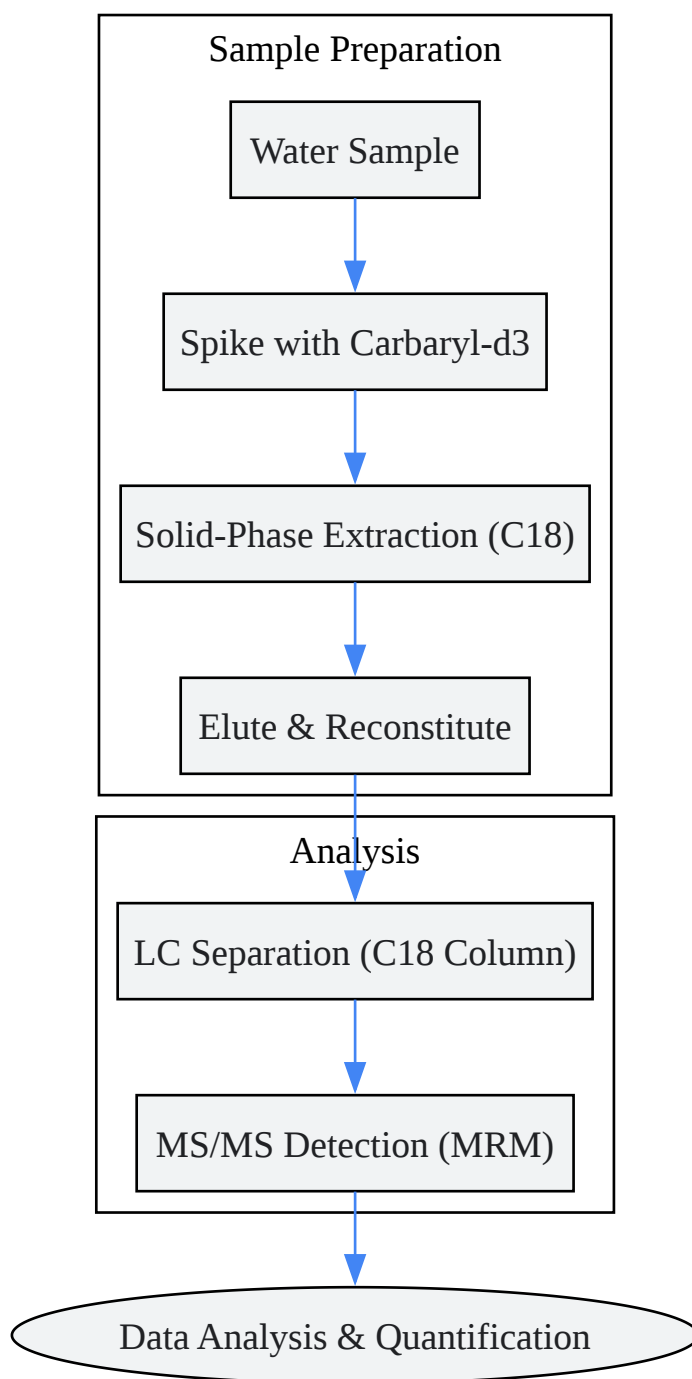 Sample Preparation
Water Sample
Spike with Carbaryl-d3
Solid-Phase Extraction (C18)
Elute & Reconstitute
Analysis
LC Separation (C18 Column)
MS/MS Detection (MRM)
Data Analysis & Quantification